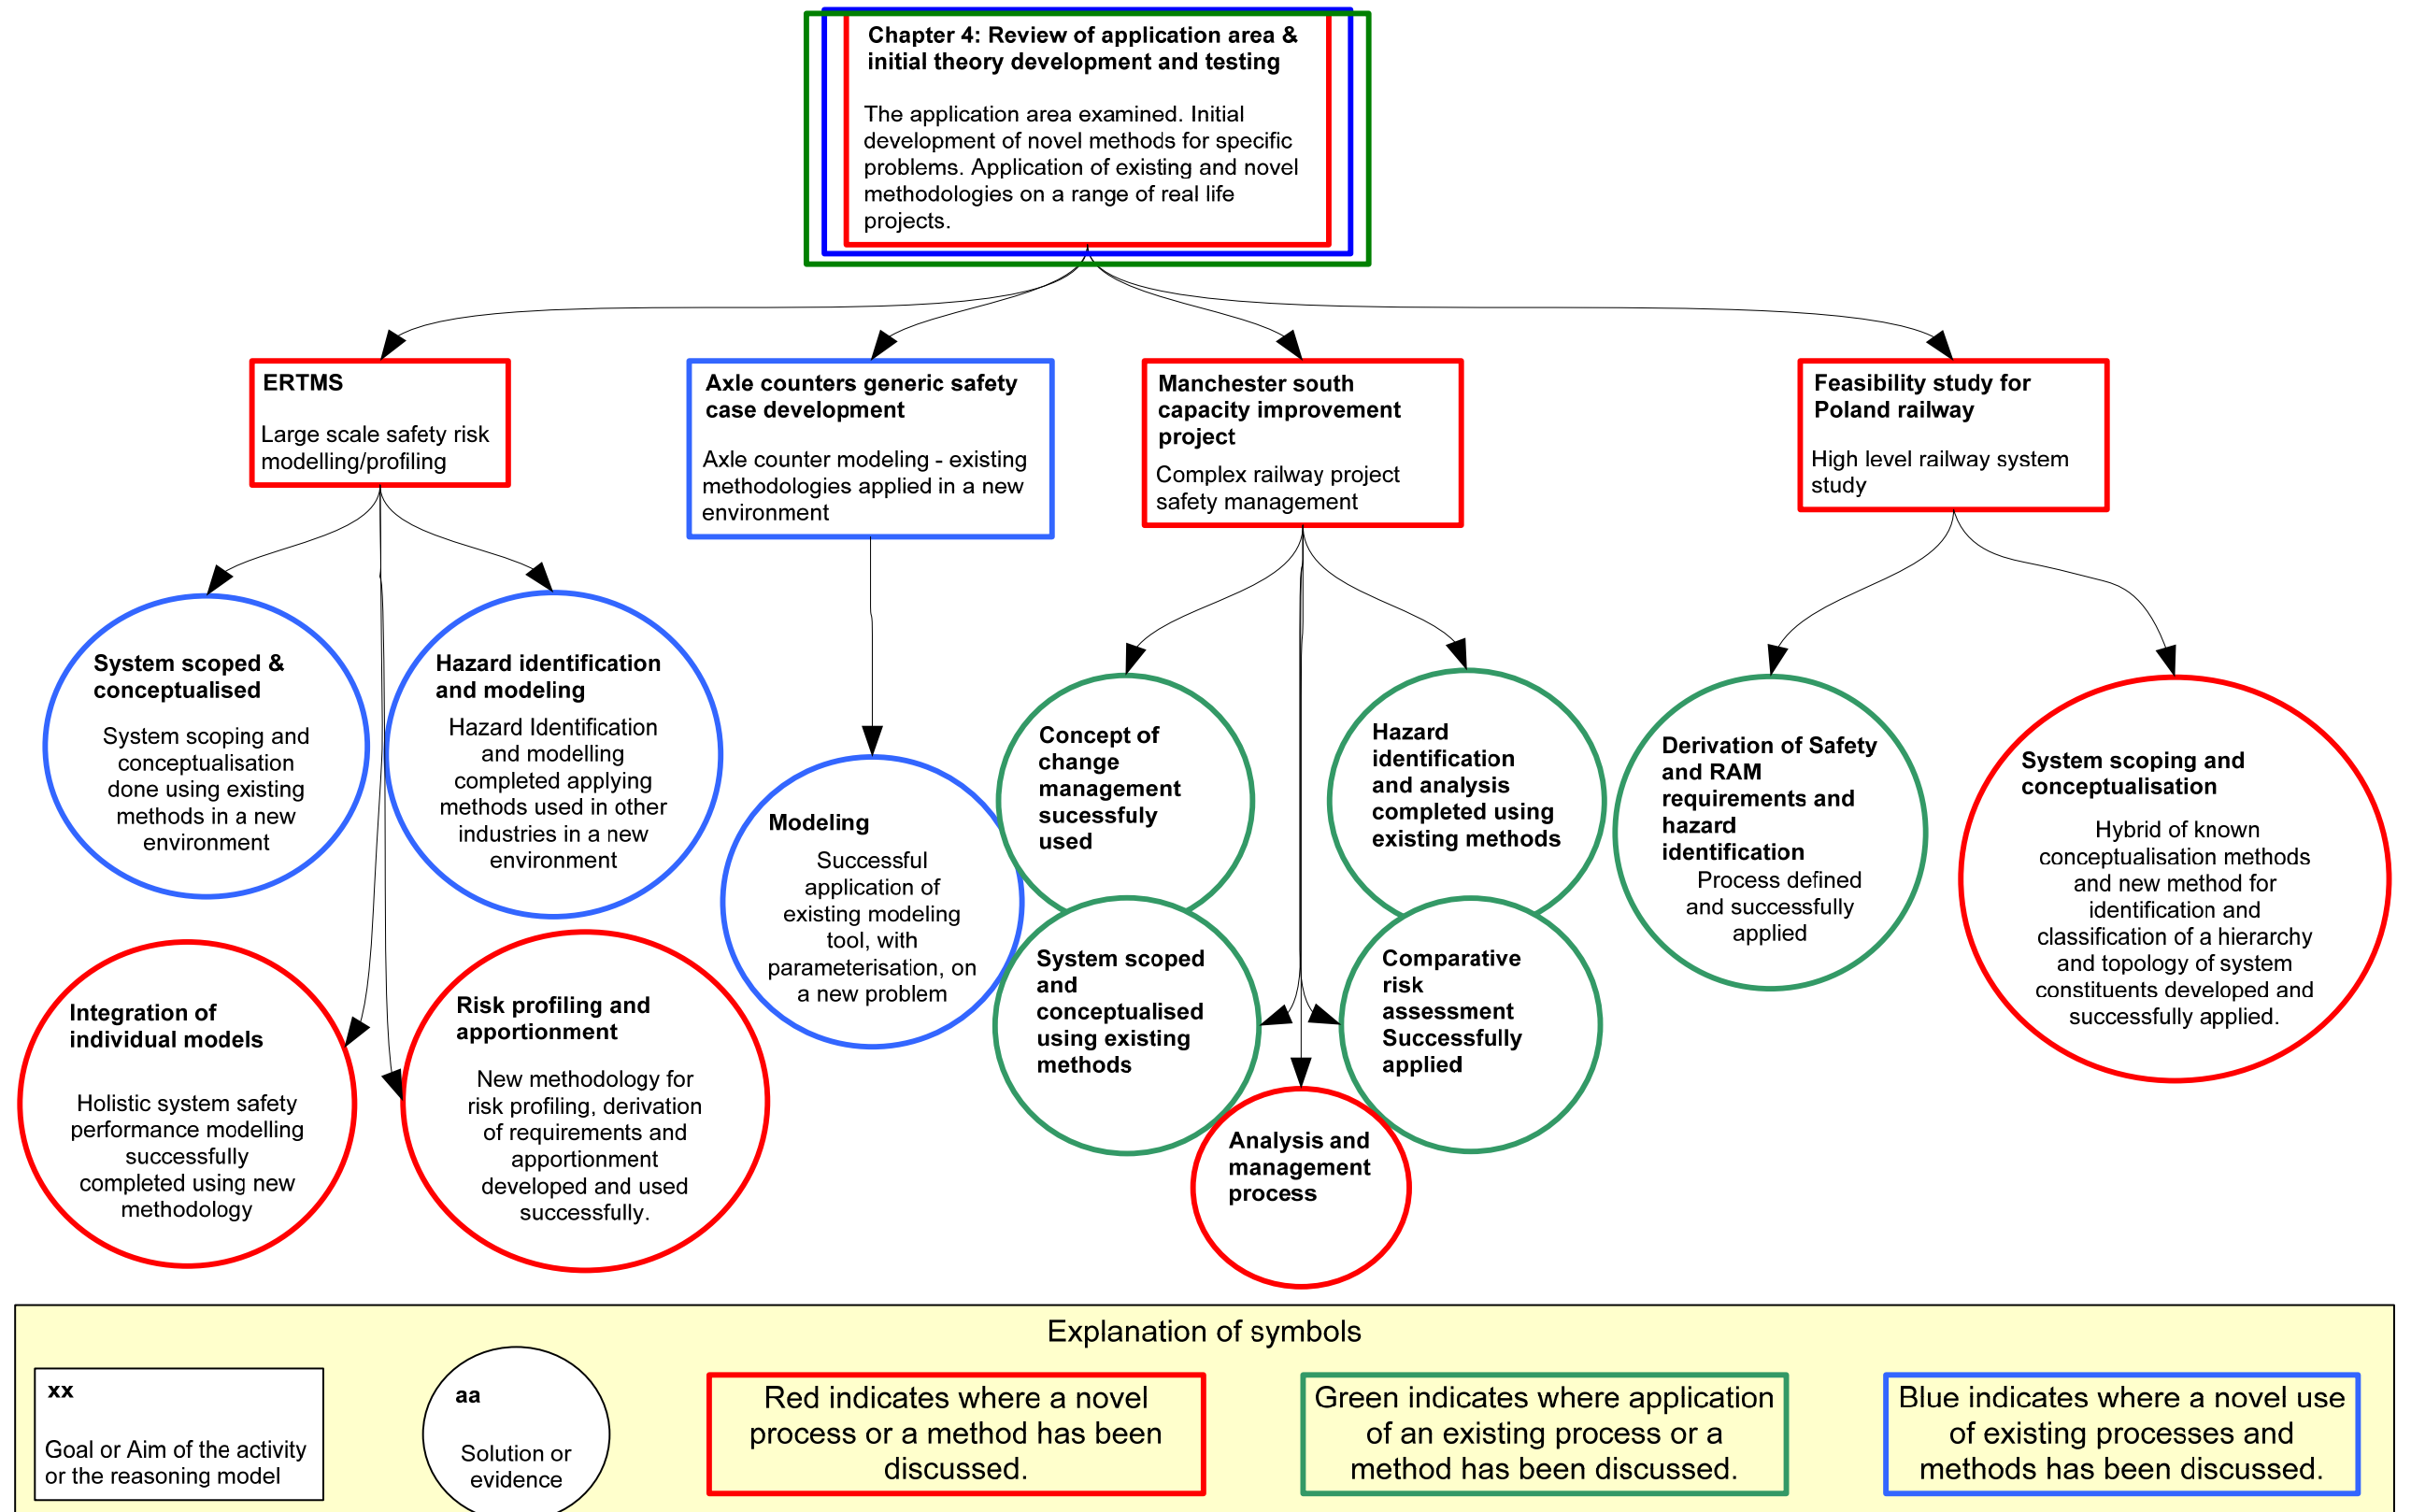 Chapter 4: Review of application area &
initial theory development and testing
The application area examined. Initial
development of novel methods for specific
problems. Application of existing and novel
methodologies on a range of real life
projects.
ERTMS
Large scale safety risk
modelling/profiling
Axle counters generic safety
case development
Axle counter modeling - existing
methodologies applied in a new
environment
Manchester south
capacity improvement
project
Complex railway project
safety management
Feasibility study for
Poland railway
High level railway system
study
System scoped &
conceptualised
System scoping and
conceptualisation
done using existing
methods in a new
environment
Hazard identification
and modeling
Hazard Identification
and modelling
completed applying
methods used in other
industries in a new
environment
Integration of
individual models
Holistic system safety
performance modelling
successfully
completed using new
methodology
Risk profiling and
apportionment
New methodology for
risk profiling, derivation
of requirements and
apportionment
developed and used
successfully.
Modeling
Successful
application of
existing modeling
tool, with
parameterisation, on
a new problem
Concept of
change
management
sucessfuly
used
Hazard
identification
and analysis
completed using
existing methods
System scoped
and
conceptualised
using existing
methods
Comparative
risk
assessment
Successfully
applied
Analysis and
management
process
Derivation of Safety
and RAM
requirements and
hazard
identification
Process defined
and successfully
applied
System scoping and
conceptualisation
Hybrid of known
conceptualisation methods
and new method for
identification and
classification of a hierarchy
and topology of system
constituents developed and
successfully applied.
Explanation of symbols
xx
Goal or Aim of the activity
or the reasoning model
aa
Solution or
evidence
Red indicates where a novel
process or a method has been
discussed.
Green indicates where application
of an existing process or a
method has been discussed.
Blue indicates where a novel use
of existing processes and
methods has been discussed.